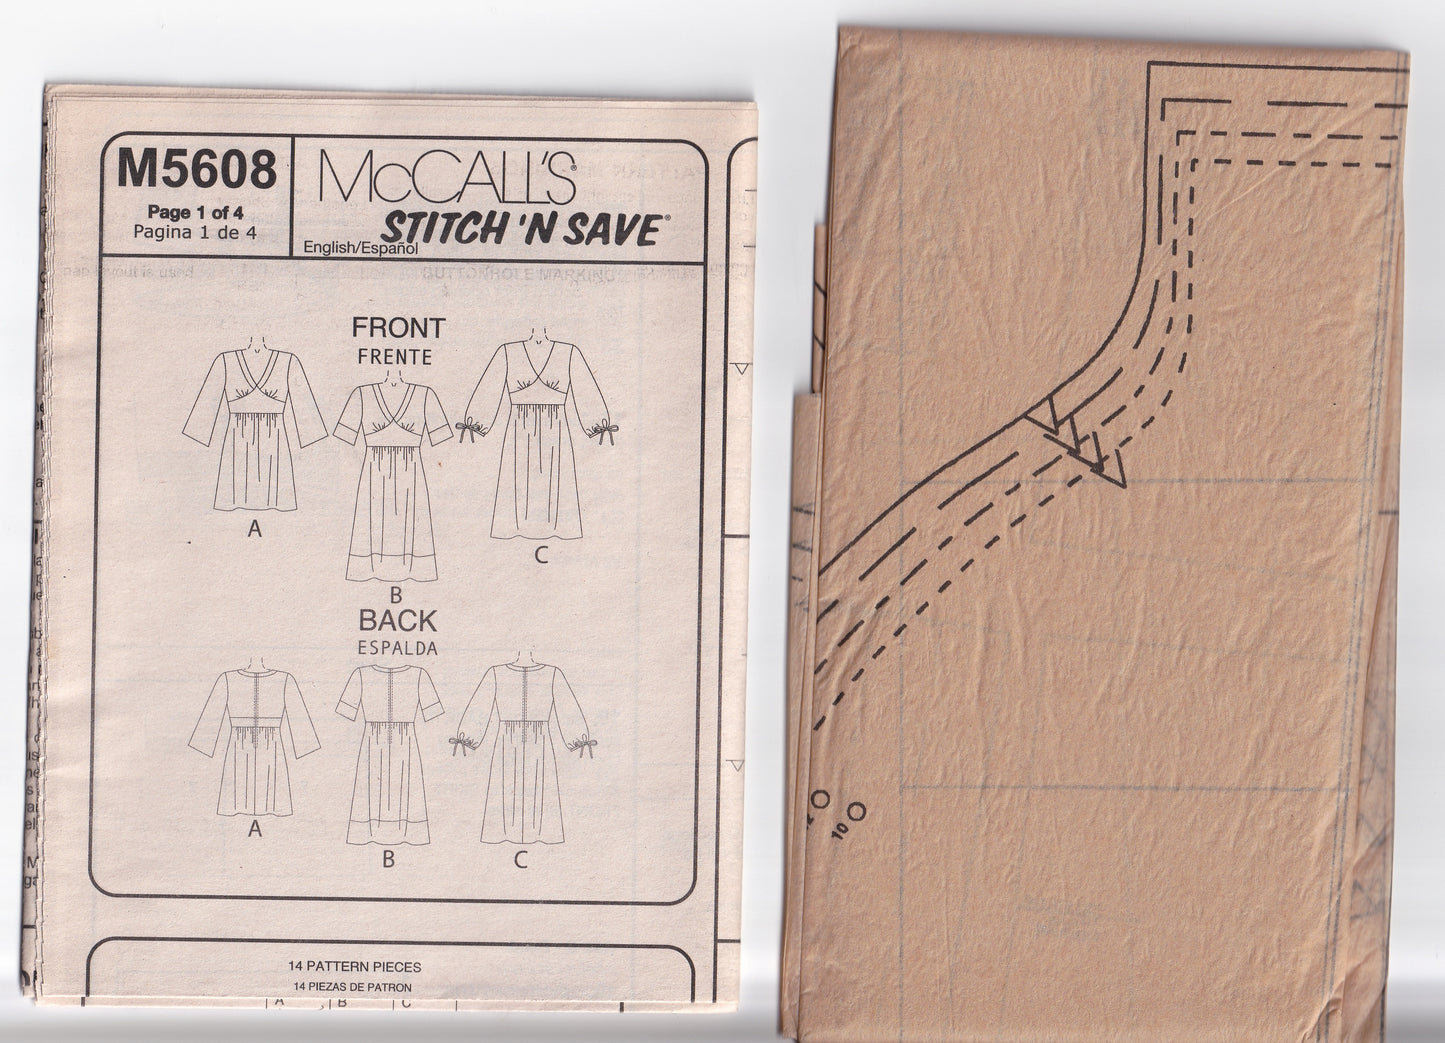 M5608
Page 1 of 4
Pagina 1 de 4
McCALL'S®
STITCH 'N SAVE®
English/Español
FRONT
FRENTE
A
B
C
BACK
ESPALDA
A
B
C
14 PATTERN PIECES
14 PIEZAS DE PATRON
A B C
BUTTONHOLE MARKING
10